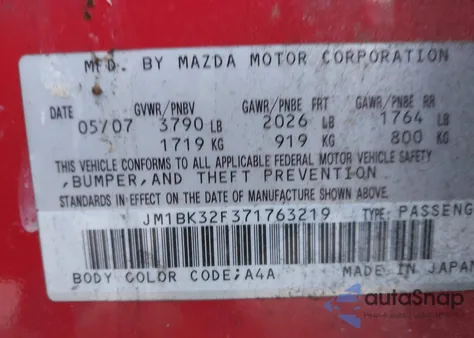 MFD. BY MAZDA MOTOR CORPORATION
DATE GVWR/PNBV GAWR/PNBE FRT GAWR/PNBE RR
05/07 3790 LB 2026 LB 1764 LB
1719 KG 919 KG 800 KG
THIS VEHICLE CONFORMS TO ALL APPLICABLE FEDERAL MOTOR VEHICLE SAFETY
,BUMPER,AND THEFT PREVENTION
STANDARDS IN EFFECT ON THE DATE OF MANUFACTURE SHOWN ABOVE.
JM1BK32F371763219 TYPE: PASSENG
BODY COLOR CODE;A4A MADE IN JAPAN
autoSnap